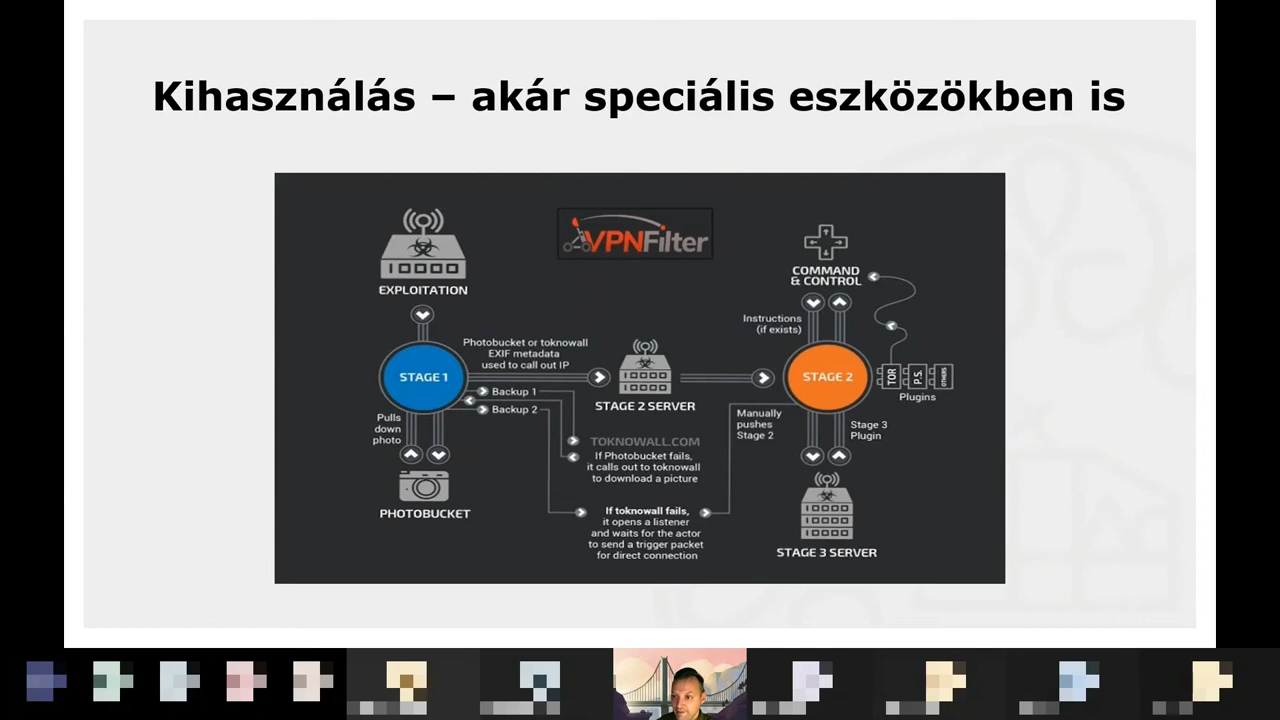 Kihasználás – akár speciális eszközökben is
VPNFilter
EXPLOITATION
COMMAND
& CONTROL
Instructions
(if exists)
Photobucket or toknowall
EXIF metadata
used to call out IP
STAGE 1
STAGE 2
TOR
P.S.
OTHERS
Plugins
Backup 1
Backup 2
STAGE 2 SERVER
Pulls
down
photo
Manually
pushes
Stage 2
Stage 3
Plugin
TOKNOWALL.COM
If Photobucket fails,
it calls out to toknowall
to download a picture
PHOTOBUCKET
If toknowall fails,
it opens a listener
and waits for the actor
to send a trigger packet
for direct connection
STAGE 3 SERVER